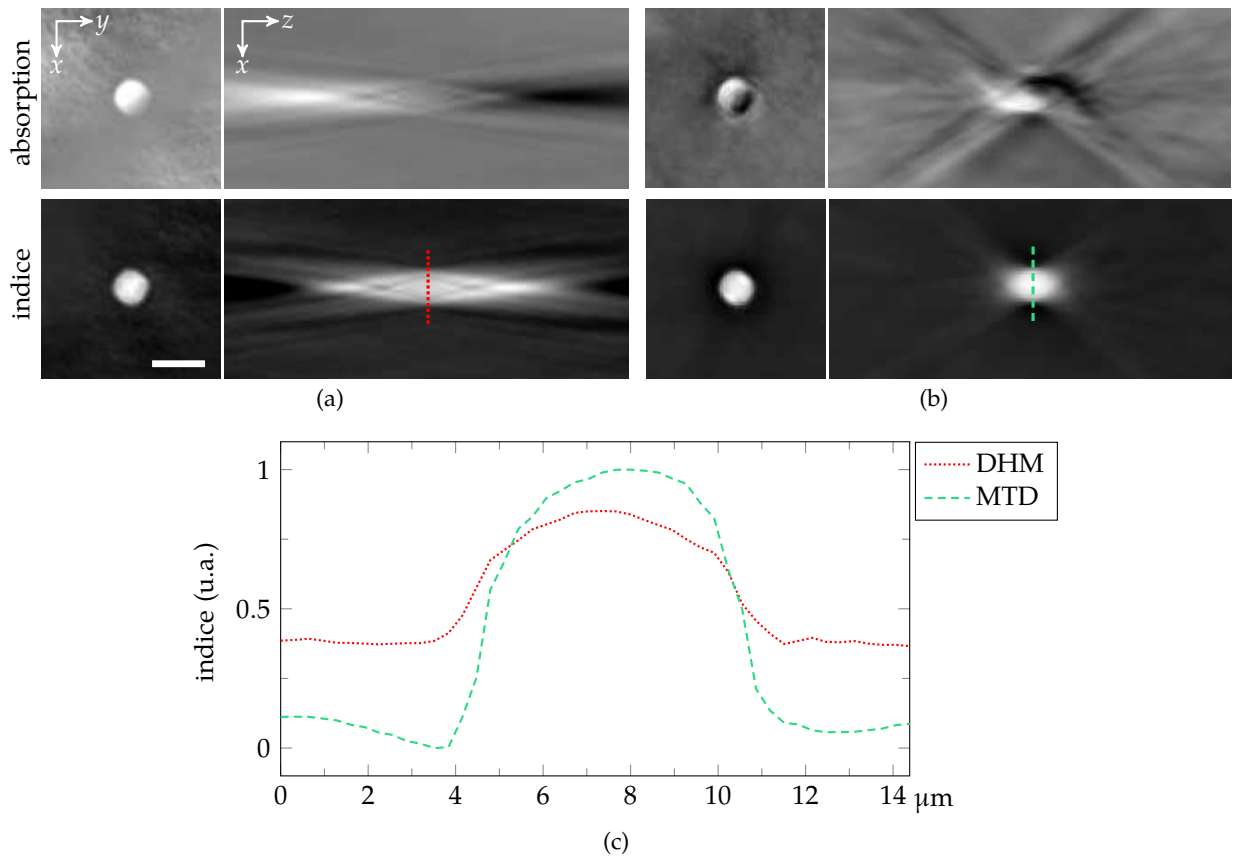 absorption
y
x
z
x
indice
(a)
(b)
indice (u.a.)
1
0.5
0
0 2 4 6 8 10 12 14 µm
DHM
MTD
(c)